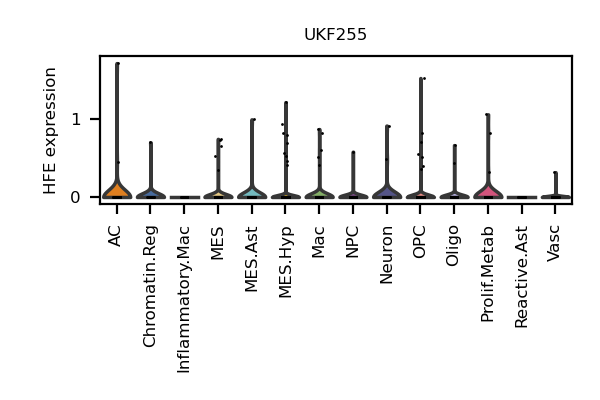 UKF255
HFE expression
1
0
AC
Chromatin.Reg
Inflammatory.Mac
MES
MES.Ast
MES.Hyp
Mac
NPC
Neuron
OPC
Oligo
Prolif.Metab
Reactive.Ast
Vasc